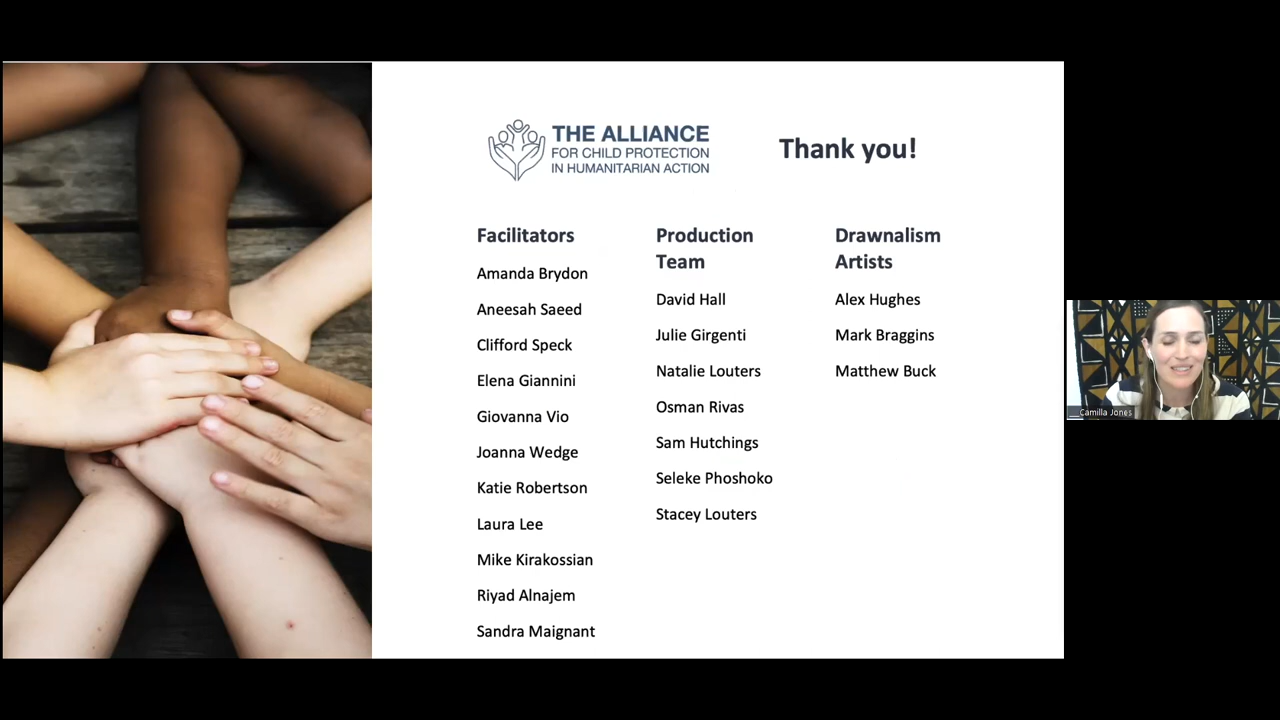 THE ALLIANCE
FOR CHILD PROTECTION
IN HUMANITARIAN ACTION
Thank you!
Facilitators
Amanda Brydon
Aneesah Saeed
Clifford Speck
Elena Giannini
Giovanna Vio
Joanna Wedge
Katie Robertson
Laura Lee
Mike Kirakossian
Riyad Alnajem
Sandra Maignant
Production
Team
David Hall
Julie Girgenti
Natalie Louters
Osman Rivas
Sam Hutchings
Seleke Phoshoko
Stacey Louters
Drawnalism
Artists
Alex Hughes
Mark Braggins
Matthew Buck
Camilla Jones